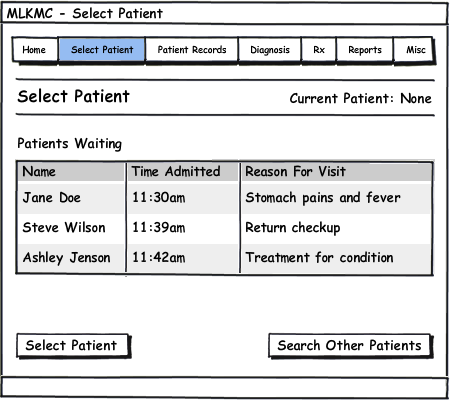 MLKMC - Select Patient
Home Select Patient Patient Records Diagnosis Rx Reports Misc
Select Patient Current Patient: None
Patients Waiting
Name Time Admitted Reason For Visit
Jane Doe 11:30am Stomach pains and fever
Steve Wilson 11:39am Return checkup
Ashley Jenson 11:42am Treatment for condition
Select Patient Search Other Patients